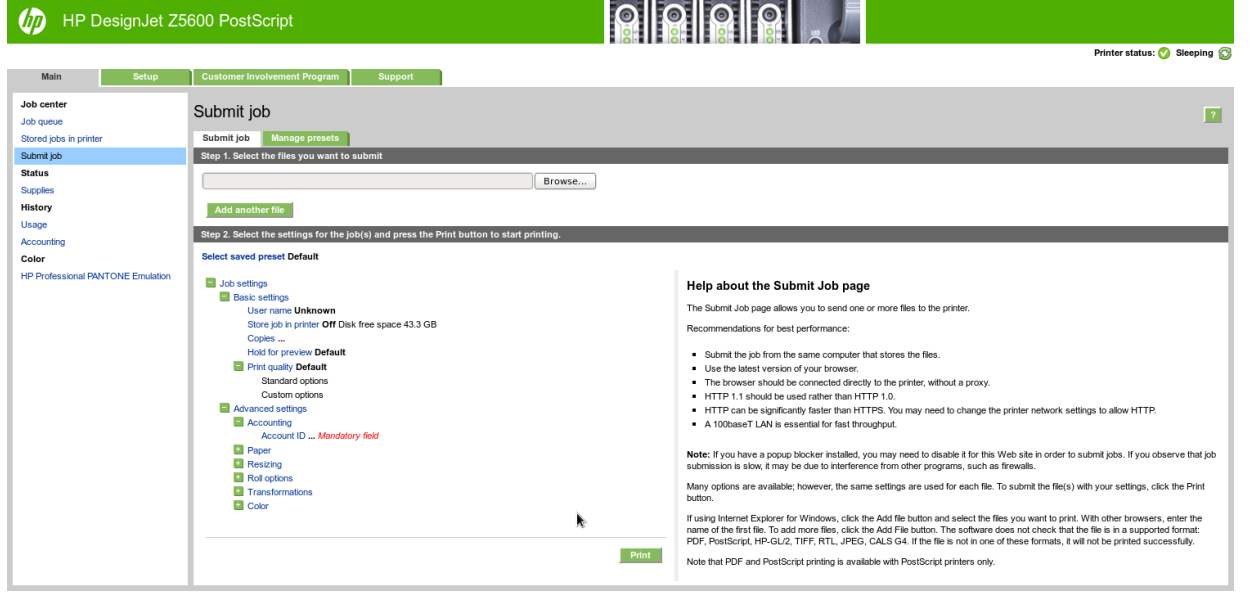 hp HP DesignJet Z5600 PostScript
Printer status: Sleeping
Main Setup Customer Involvement Program Support
Job center
Job queue
Stored jobs in printer
Submit job
Status
Supplies
History
Usage
Accounting
Color
HP Professional PANTONE Emulation
Submit job
?
Submit job Manage presets
Step 1. Select the files you want to submit
Browse...
Add another file
Step 2. Select the settings for the job(s) and press the Print button to start printing.
Select saved preset Default
Job settings
Basic settings
User name Unknown
Store job in printer Off Disk free space 43.3 GB
Copies ...
Hold for preview Default
Print quality Default
Standard options
Custom options
Advanced settings
Accounting
Account ID ... Mandatory field
Paper
Resizing
Roll options
Transformations
Color
Print
Help about the Submit Job page
The Submit Job page allows you to send one or more files to the printer.
Recommendations for best performance:
Submit the job from the same computer that stores the files.
Use the latest version of your browser.
The browser should be connected directly to the printer, without a proxy.
HTTP 1.1 should be used rather than HTTP 1.0.
HTTP can be significantly faster than HTTPS. You may need to change the printer network settings to allow HTTP.
A 100baseT LAN is essential for fast throughput.
Note: If you have a popup blocker installed, you may need to disable it for this Web site in order to submit jobs. If you observe that job
submission is slow, it may be due to interference from other programs, such as firewalls.
Many options are available; however, the same settings are used for each file. To submit the file(s) with your settings, click the Print
button.
If using Internet Explorer for Windows, click the Add file button and select the files you want to print. With other browsers, enter the
name of the first file. To add more files, click the Add File button. The software does not check that the file is in a supported format:
PDF, PostScript, HP-GL/2, TIFF, RTL, JPEG, CALS G4. If the file is not in one of these formats, it will not be printed successfully.
Note that PDF and PostScript printing is available with PostScript printers only.